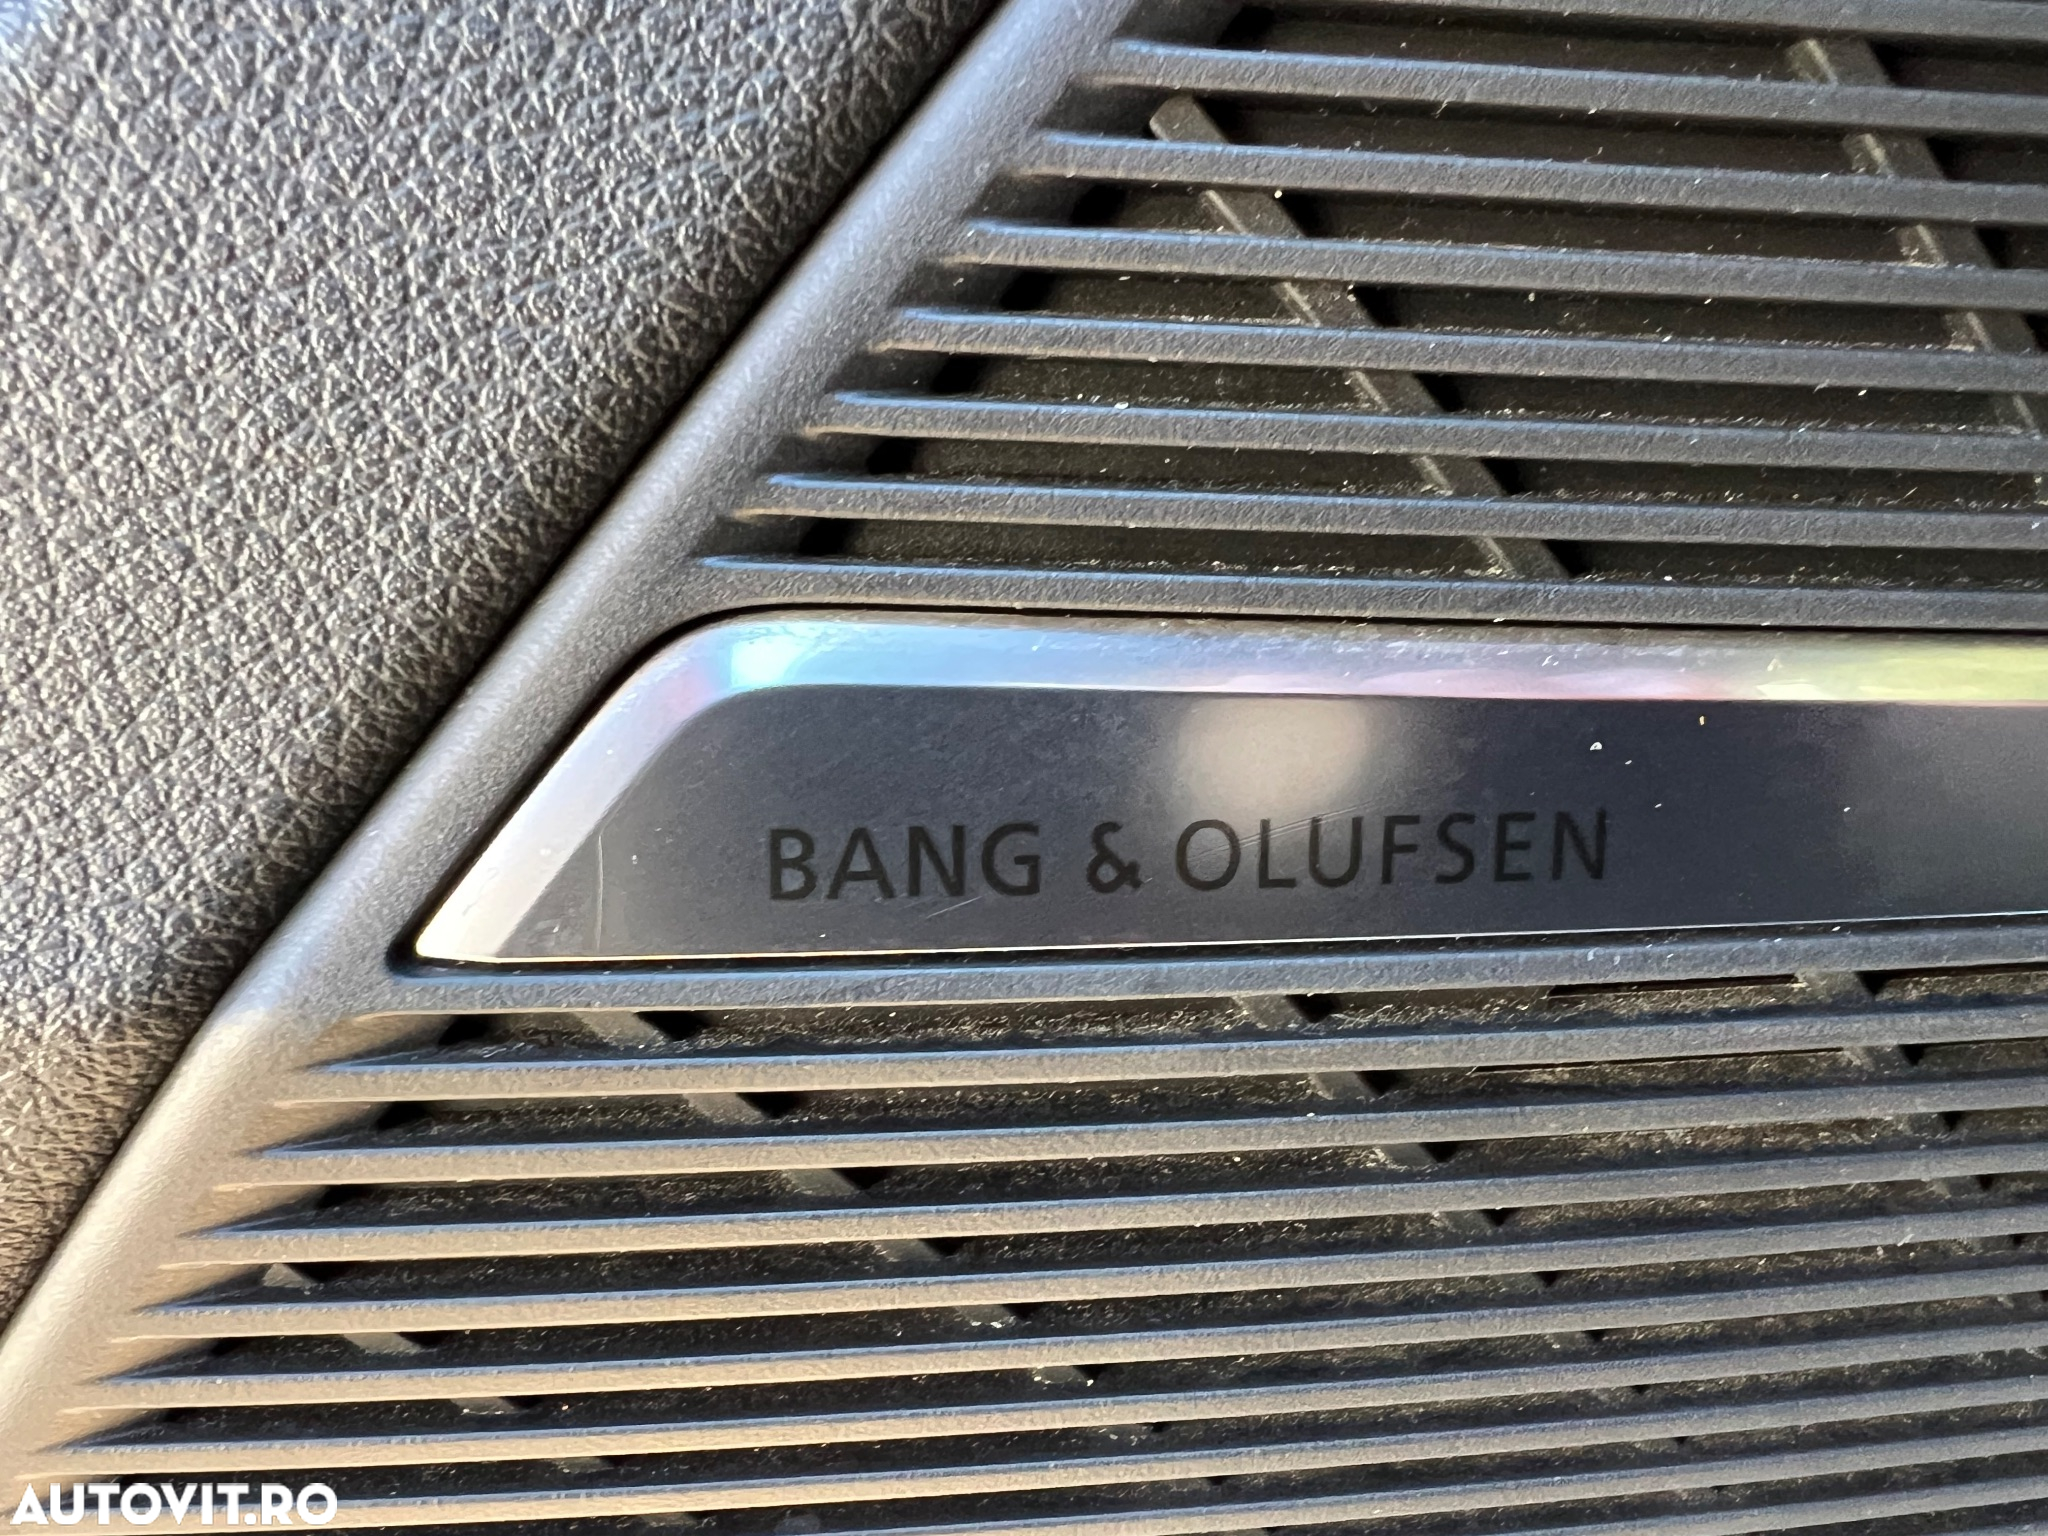 BANG & OLUFSEN
AUTOVIT.RO